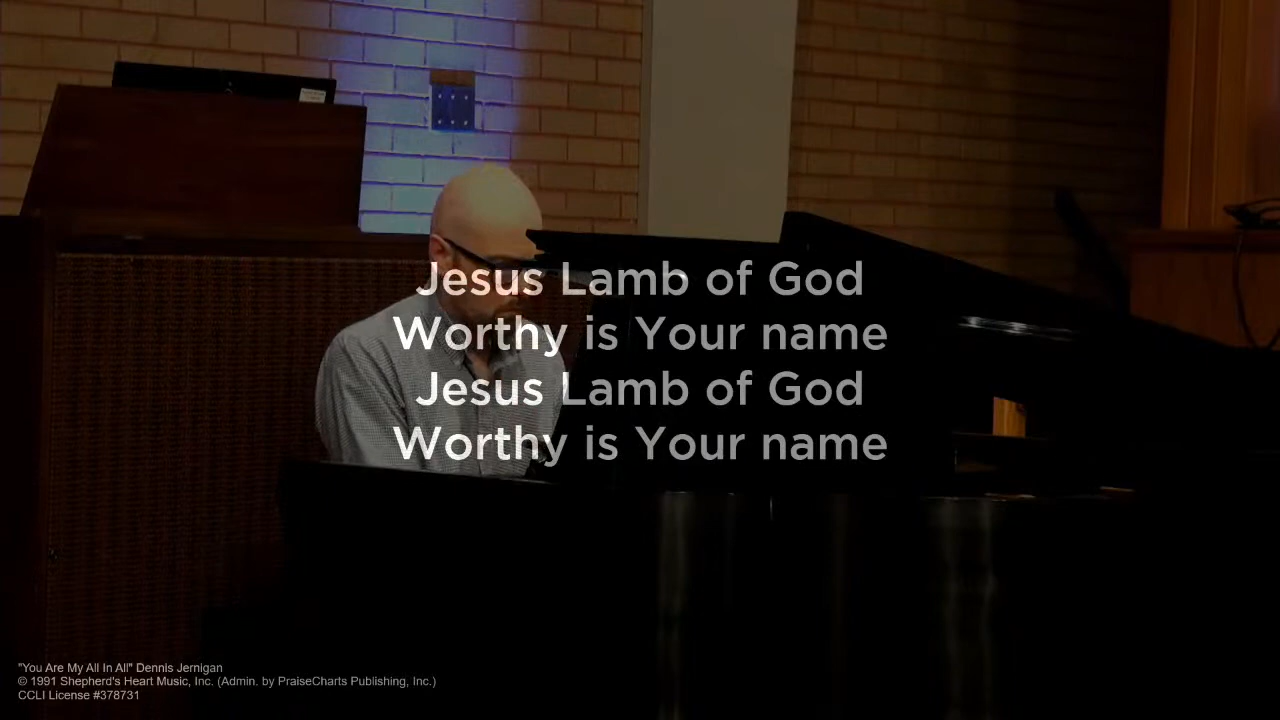 Jesus Lamb of God
Worthy is Your name
Jesus Lamb of God
Worthy is Your name
"You Are My All In All" Dennis Jernigan
© 1991 Shepherd's Heart Music, Inc. (Admin. by PraiseCharts Publishing, Inc.)
CCLI License #378731